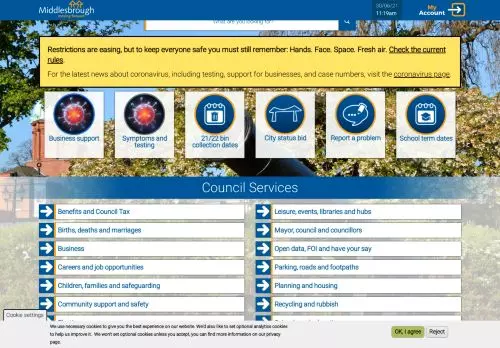 Middlesbrough
moving forward
30/06/21
11:19am
My
Account
What are you looking for?
Restrictions are easing, but to keep everyone safe you must still remember: Hands. Face. Space. Fresh air. Check the current
rules.
For the latest news about coronavirus, including testing, support for businesses, and case numbers, visit the coronavirus page.
Business support
Symptoms and
testing
21/22 bin
collection dates
City status bid
Report a problem
School term dates
Council Services
Benefits and Council Tax
Leisure, events, libraries and hubs
Births, deaths and marriages
Mayor, council and councillors
Business
Open data, FOI and have your say
Careers and job opportunities
Parking, roads and footpaths
Children, families and safeguarding
Planning and housing
Community support and safety
Recycling and rubbish
Cookie settings
We use necessary cookies to give you the best experience on our website. We'd also like to set optional analytics cookies
to help us improve it. We won't set optional cookies unless you accept, you can find more information on our privacy
page.
OK, I agree
Reject